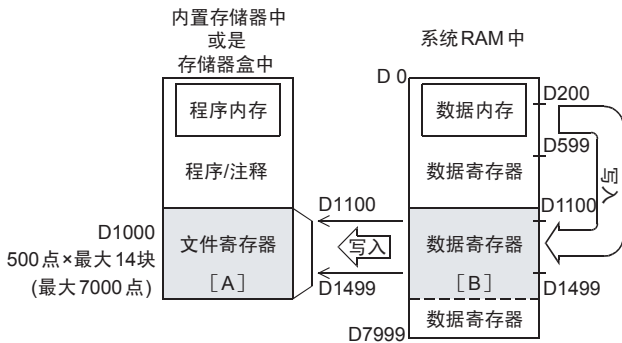 内置存储器中
或是
存储器盒中
系统RAM中
D 0
程序内存
数据内存
D200
D599
程序/注释
数据寄存器
写入
D1100
D1100
D1000
500点×最大14块
(最大7000点)
文件寄存器
[A]
写入
数据寄存器
[B]
D1499
D1499
数据寄存器
D7999